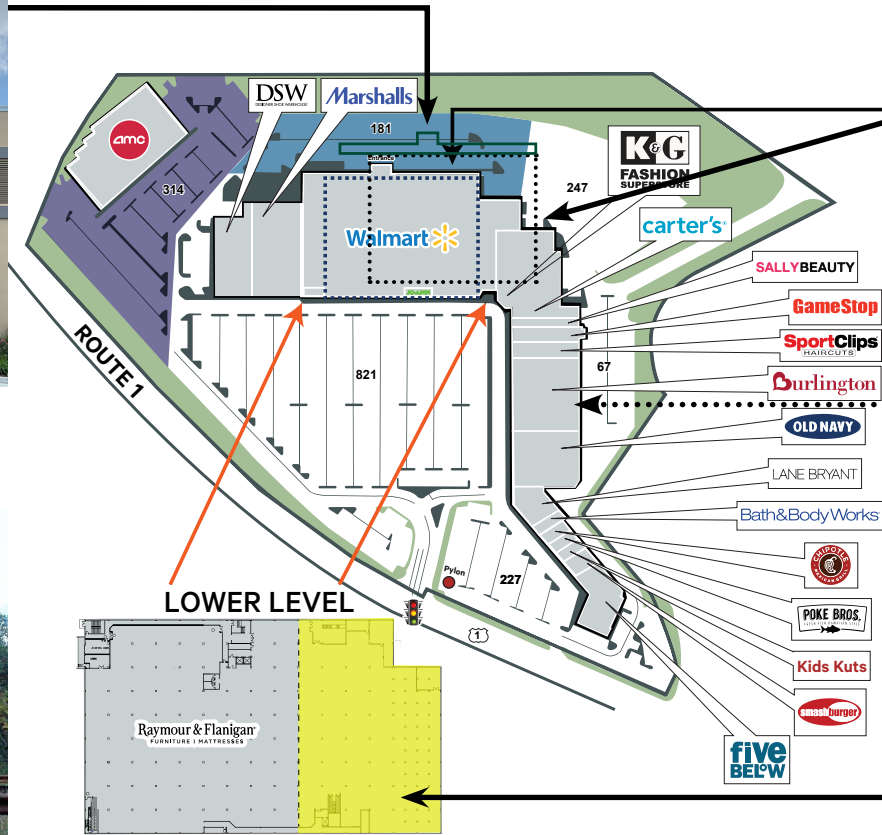 DSW
DESIGNER SHOE WAREHOUSE
Marshalls
amc
181
314
Entrance
K&G
FASHION
SUPERSTORE
247
Walmart
carter's
JOANN
SALLYBEAUTY
GameStop
SportClips
HAIRCUTS
67
Burlington
ROUTE 1
821
OLD NAVY
LANE BRYANT
Bath&BodyWorks
CHIPOTLE
MEXICAN GRILL
Pylon
227
LOWER LEVEL
1
POKE BROS.
Kids Kuts
smashburger
Raymour & Flanigan
FURNITURE | MATTRESSES
five
BELOW